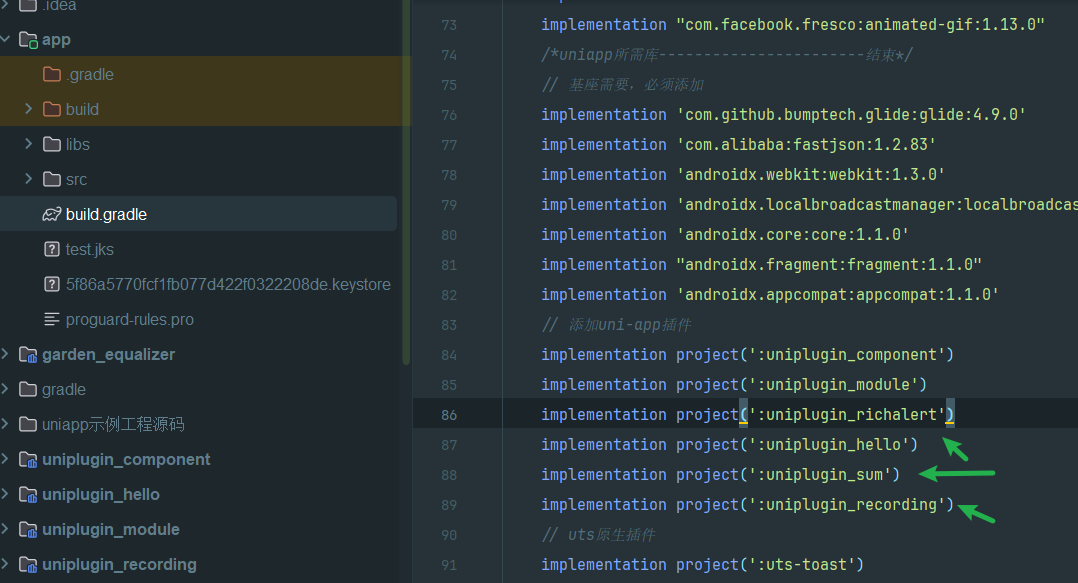 .idea
app
.gradle
build
libs
src
build.gradle
test.jks
5f86a5770fcf1fb077d422f0322208de.keystore
proguard-rules.pro
garden_equalizer
gradle
uniapp示例工程源码
uniplugin_component
uniplugin_hello
uniplugin_module
uniplugin_recording
73 implementation "com.facebook.fresco:animated-gif:1.13.0"
74 /*uniapp所需库-----------------------结束*/
75 // 基座需要，必须添加
76 implementation 'com.github.bumptech.glide:glide:4.9.0'
77 implementation 'com.alibaba:fastjson:1.2.83'
78 implementation 'androidx.webkit:webkit:1.3.0'
79 implementation 'androidx.localbroadcastmanager:localbroadcas
80 implementation 'androidx.core:core:1.1.0'
81 implementation "androidx.fragment:fragment:1.1.0"
82 implementation 'androidx.appcompat:appcompat:1.1.0'
83 // 添加uni-app插件
84 implementation project(':uniplugin_component')
85 implementation project(':uniplugin_module')
86 implementation project(':uniplugin_richalert')
87 implementation project(':uniplugin_hello')
88 implementation project(':uniplugin_sum')
89 implementation project(':uniplugin_recording')
90 // uts原生插件
91 implementation project(':uts-toast')